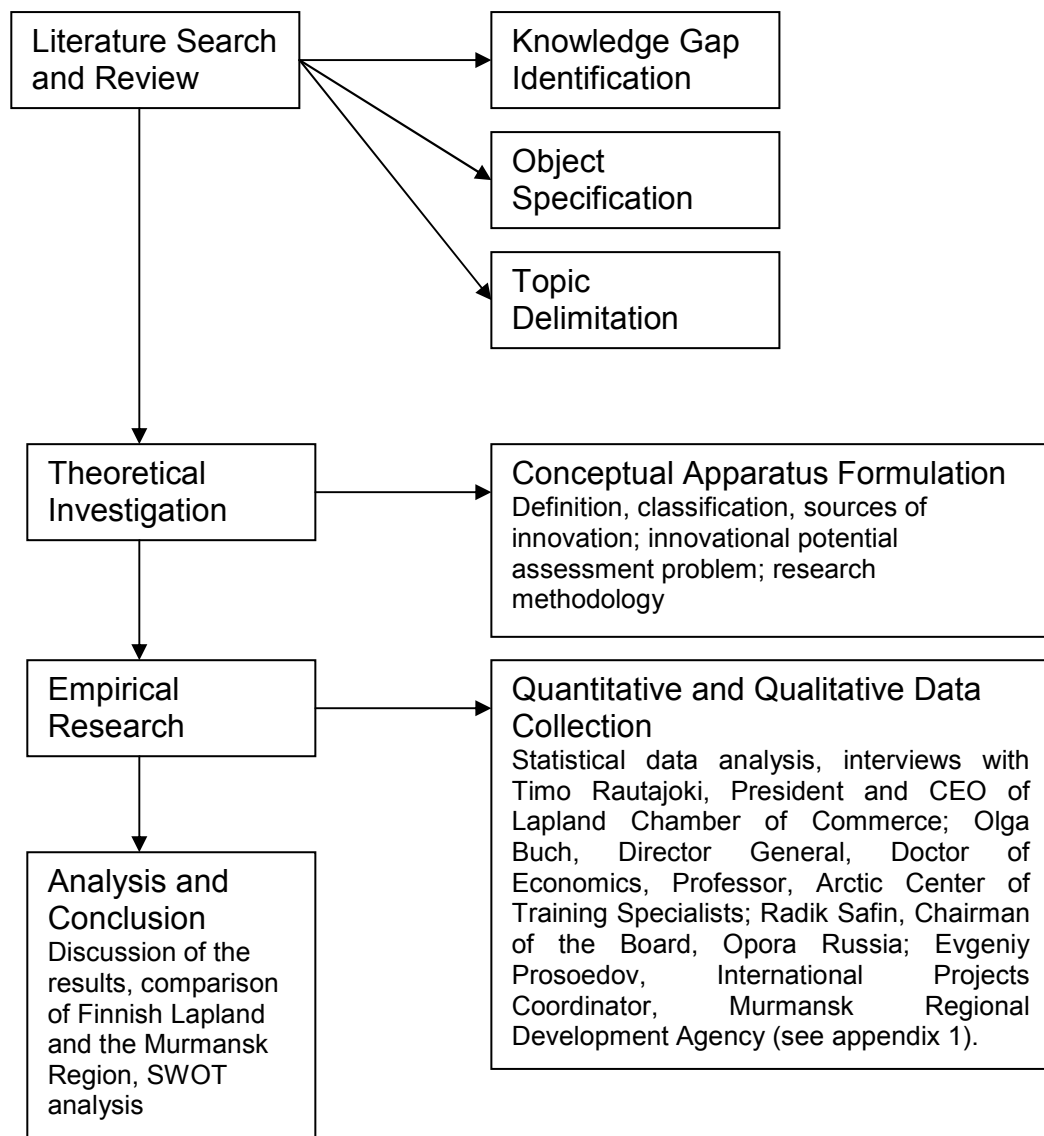 Literature Search
and Review
Knowledge Gap
Identification
Object
Specification
Topic
Delimitation
Theoretical
Investigation
Conceptual Apparatus Formulation
Definition, classification, sources of
innovation; innovational potential
assessment problem; research
methodology
Empirical
Research
Quantitative and Qualitative Data
Collection
Statistical data analysis, interviews with
Timo Rautajoki, President and CEO of
Lapland Chamber of Commerce; Olga
Buch, Director General, Doctor of
Economics, Professor, Arctic Center of
Training Specialists; Radik Safin, Chairman
of the Board, Opora Russia; Evgeniy
Prosoedov, International Projects
Coordinator, Murmansk Regional
Development Agency (see appendix 1).
Analysis and
Conclusion
Discussion of the
results, comparison
of Finnish Lapland
and the Murmansk
Region, SWOT
analysis